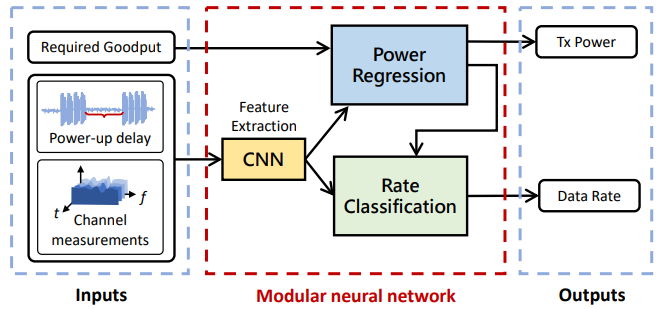 Required Goodput
Power-up delay
t
f
Channel
measurements
Inputs
Feature
Extraction
CNN
Power
Regression
Rate
Classification
Modular neural network
Tx Power
Data Rate
Outputs